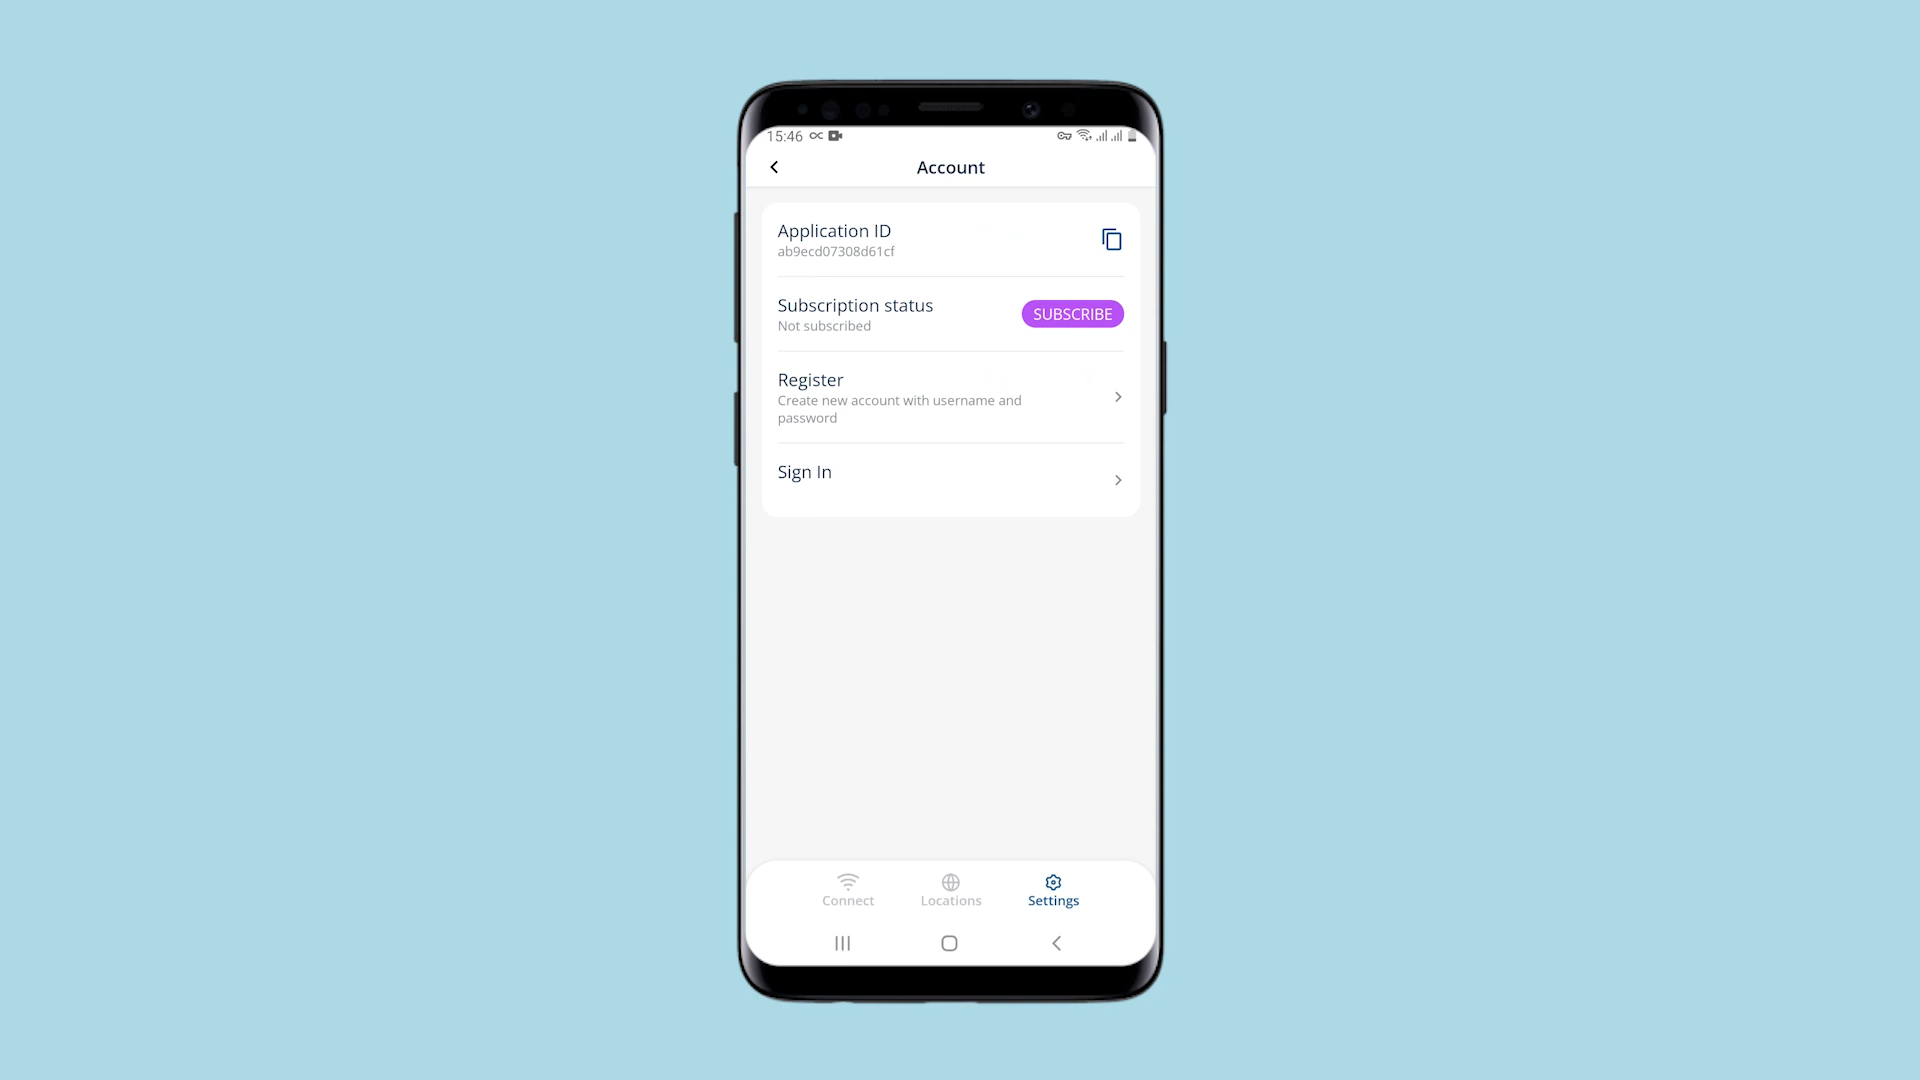 15:46
Account
Application ID
ab9ecd07308d61cf
Subscription status
Not subscribed
SUBSCRIBE
Register
Create new account with username and
password
Sign In
Connect
Locations
Settings